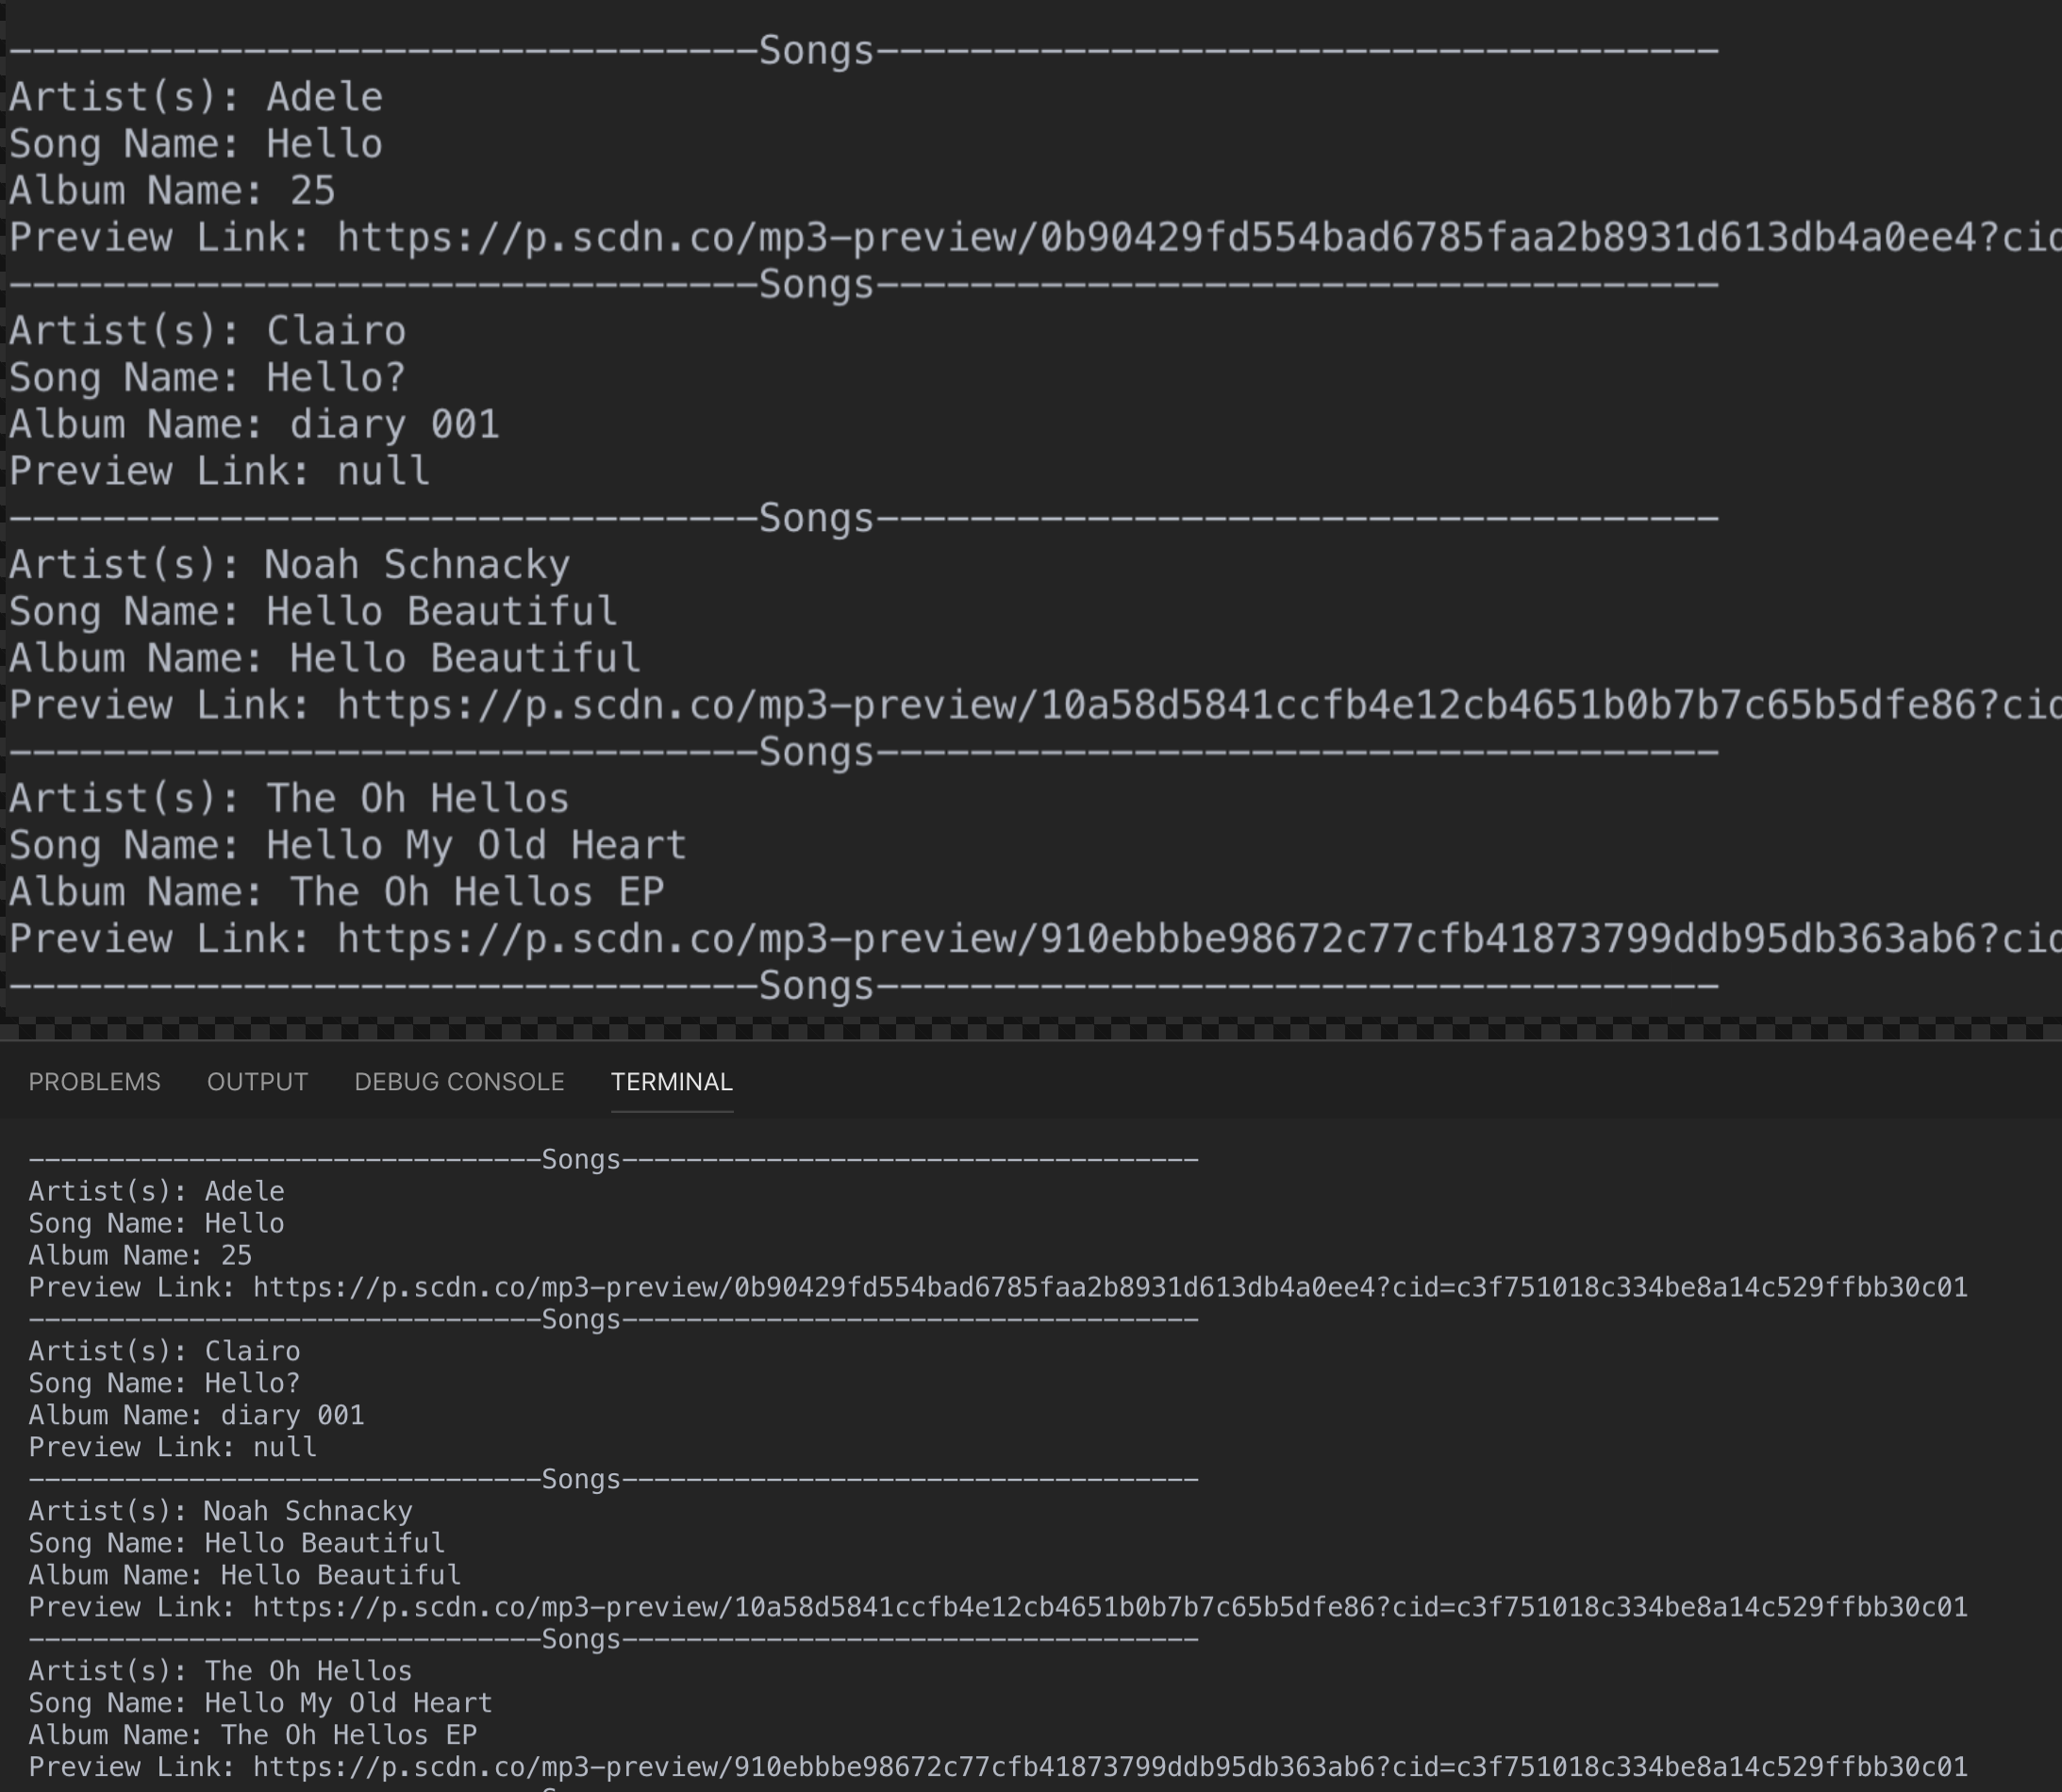 --------------------------------Songs------------------------------------
Artist(s): Adele
Song Name: Hello
Album Name: 25
Preview Link: https://p.scdn.co/mp3-preview/0b90429fd554bad6785faa2b8931d613db4a0ee4?cid
--------------------------------Songs------------------------------------
Artist(s): Clairo
Song Name: Hello?
Album Name: diary 001
Preview Link: null
--------------------------------Songs------------------------------------
Artist(s): Noah Schnacky
Song Name: Hello Beautiful
Album Name: Hello Beautiful
Preview Link: https://p.scdn.co/mp3-preview/10a58d5841ccfb4e12cb4651b0b7b7c65b5dfe86?cid
--------------------------------Songs------------------------------------
Artist(s): The Oh Hellos
Song Name: Hello My Old Heart
Album Name: The Oh Hellos EP
Preview Link: https://p.scdn.co/mp3-preview/910ebbbe98672c77cfb41873799ddb95db363ab6?cid
--------------------------------Songs------------------------------------
PROBLEMS OUTPUT DEBUG CONSOLE TERMINAL
--------------------------------Songs------------------------------------
Artist(s): Adele
Song Name: Hello
Album Name: 25
Preview Link: https://p.scdn.co/mp3-preview/0b90429fd554bad6785faa2b8931d613db4a0ee4?cid=c3f751018c334be8a14c529ffbb30c01
--------------------------------Songs------------------------------------
Artist(s): Clairo
Song Name: Hello?
Album Name: diary 001
Preview Link: null
--------------------------------Songs------------------------------------
Artist(s): Noah Schnacky
Song Name: Hello Beautiful
Album Name: Hello Beautiful
Preview Link: https://p.scdn.co/mp3-preview/10a58d5841ccfb4e12cb4651b0b7b7c65b5dfe86?cid=c3f751018c334be8a14c529ffbb30c01
--------------------------------Songs------------------------------------
Artist(s): The Oh Hellos
Song Name: Hello My Old Heart
Album Name: The Oh Hellos EP
Preview Link: https://p.scdn.co/mp3-preview/910ebbbe98672c77cfb41873799ddb95db363ab6?cid=c3f751018c334be8a14c529ffbb30c01